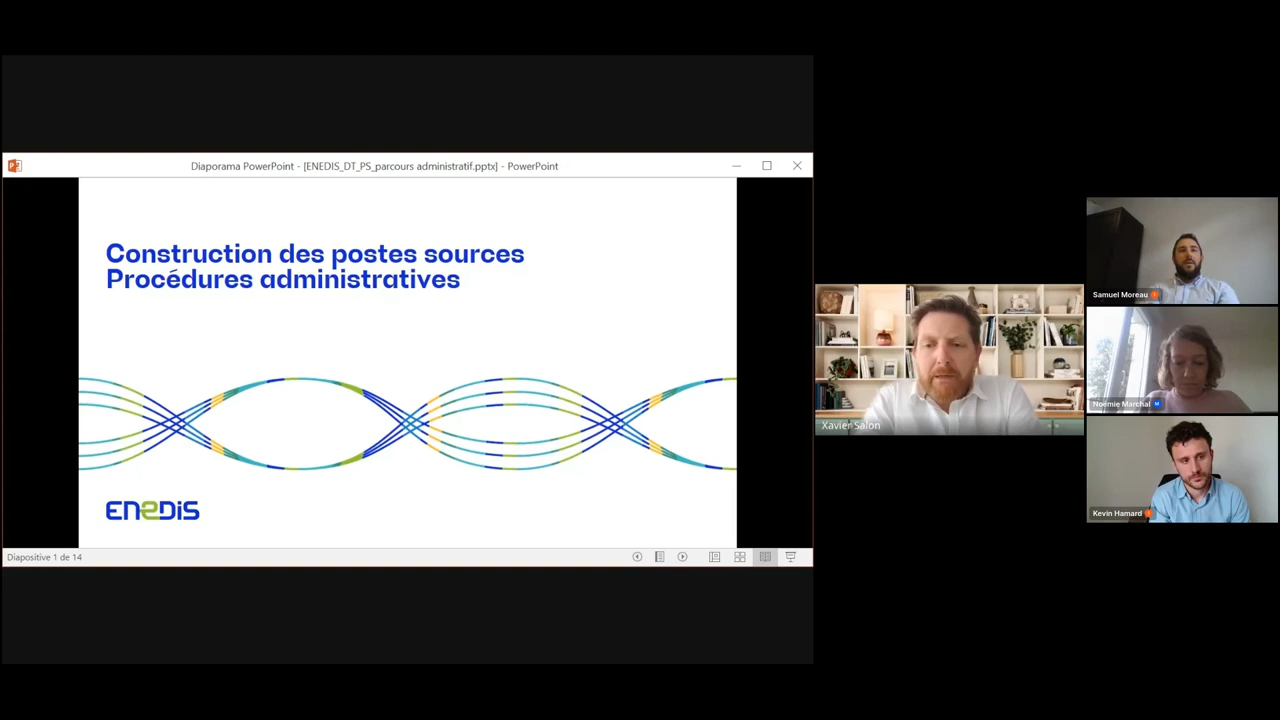 Diaporama PowerPoint - [ENEDIS_DT_PS_parcours administratif.pptx] - PowerPoint
Construction des postes sources
Procédures administratives
ENEDIS
Diapositive 1 de 14
Xavier Salon
Samuel Moreau
Noémie Marchal
Kevin Hamard